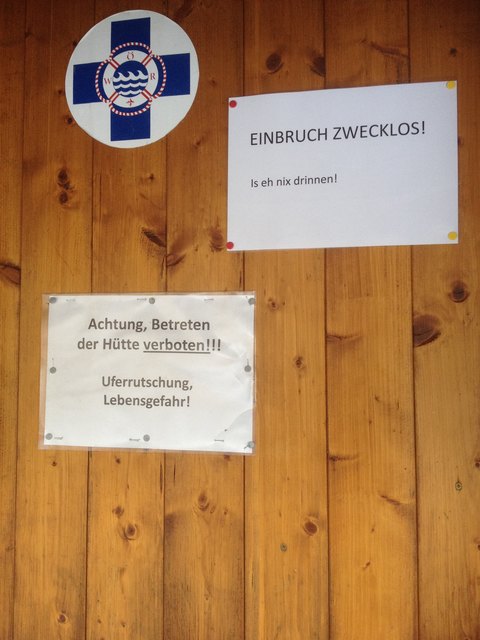 Ö
W R
EINBRUCH ZWECKLOS!
Is eh nix drinnen!
Achtung, Betreten
der Hütte verboten!!!
Uferrutschung,
Lebensgefahr!